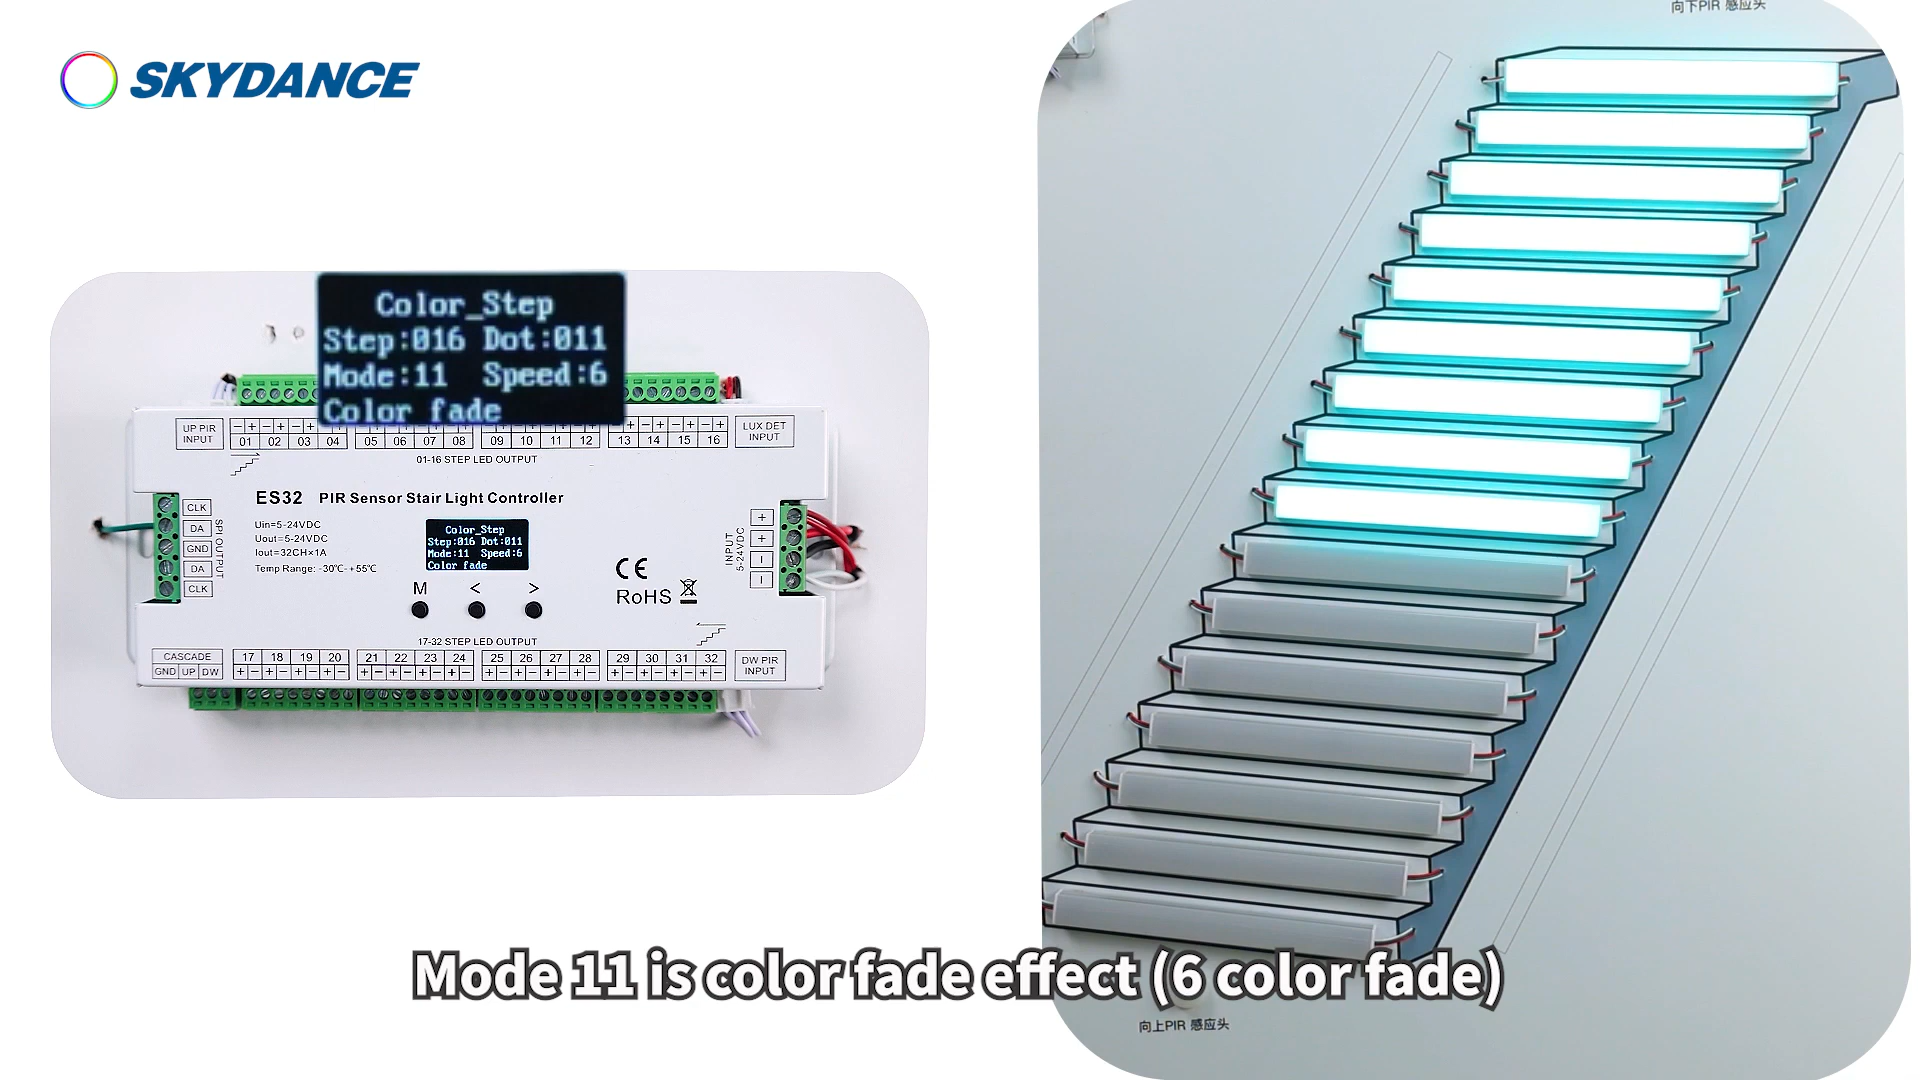 SKYDANCE
向下PIR 感应头
Color_Step
Step:016 Dot:011
Mode:11 Speed:6
Color fade
UP PIR INPUT
- + - + - + - +
01 02 03 04
05 06 07 08
09 10 11 12
13 14 15 16
LUX DET INPUT
01-16 STEP LED OUTPUT
ES32 PIR Sensor Stair Light Controller
Uin=5-24VDC
Uout=5-24VDC
Iout=32CH×1A
Temp Range: -30℃-+55℃
CLK
DA
GND
DA
CLK
SPI OUTPUT
Color_Step
Step:016 Dot:011
Mode:11 Speed:6
Color fade
M < >
CE
RoHS
INPUT
5-24VDC
+
+
-
-
17-32 STEP LED OUTPUT
CASCADE
GND UP DW
17 18 19 20
+ - + - + - + -
21 22 23 24
+ - + - + - + -
25 26 27 28
+ - + - + - + -
29 30 31 32
+ - + - + - + -
DW PIR INPUT
Mode 11 is color fade effect (6 color fade)
向上PIR 感应头